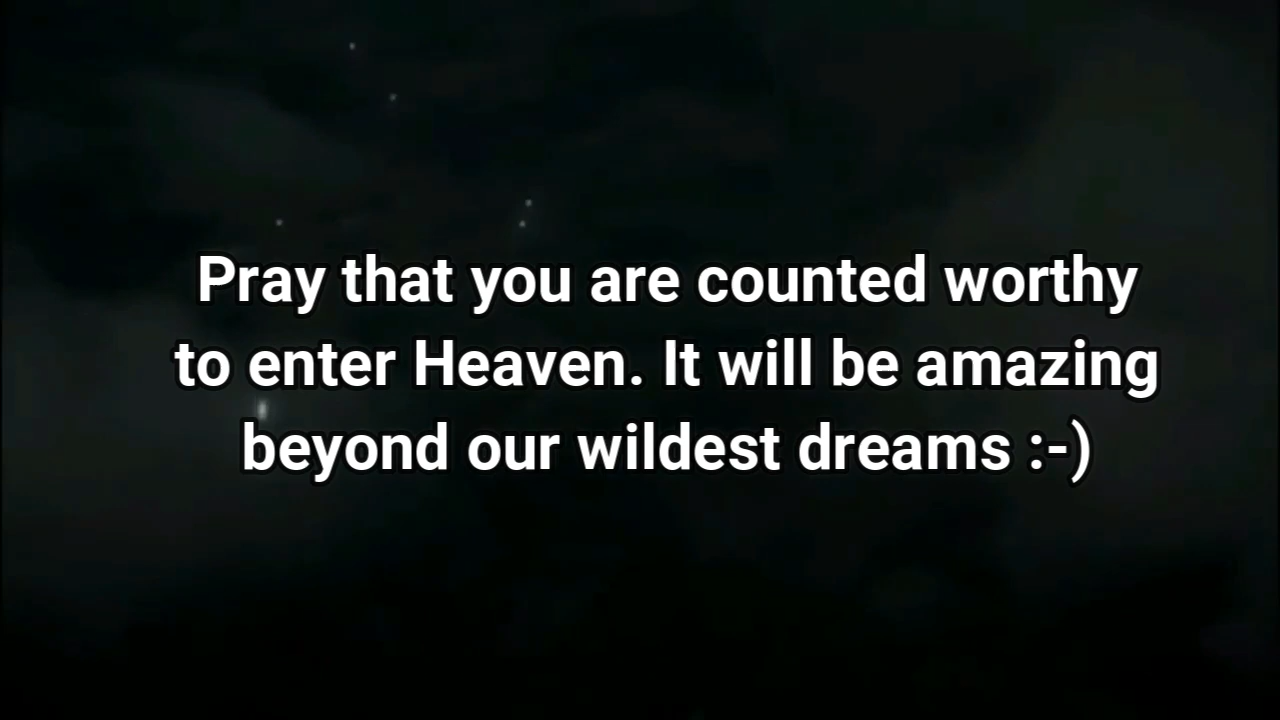 Pray that you are counted worthy
to enter Heaven. It will be amazing
beyond our wildest dreams :-)